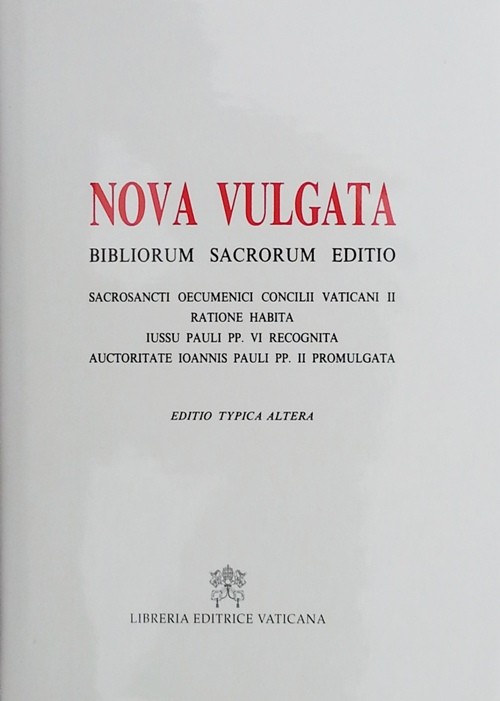 NOVA VULGATA
BIBLIORUM SACRORUM EDITIO
SACROSANCTI OECUMENICI CONCILII VATICANI II
RATIONE HABITA
IUSSU PAULI PP. VI RECOGNITA
AUCTORITATE IOANNIS PAULI PP. II PROMULGATA
EDITIO TYPICA ALTERA
LIBRERIA EDITRICE VATICANA